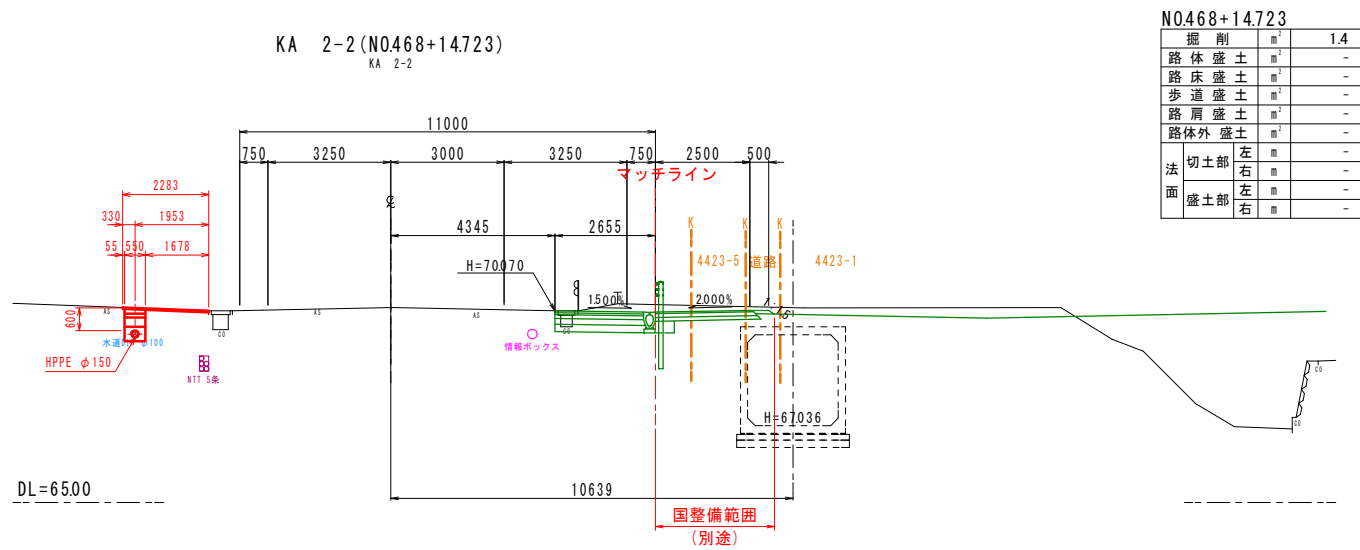 KA 2-2(NO.468+14.723)
KA 2-2
NO.468+14.723
掘削 m² 1.4
路体盛土 m² -
路床盛土 m² -
歩道盛土 m² -
路肩盛土 m² -
路体外盛土 m² -
法面 切土部 左 m -
右 m -
盛土部 左 m -
右 m -
11000
750 3250 3000 3250 750 2500 500
マッチライン
2283
330 1953
55 550 1678
600
4345 2655
H=70.070
K K K
4423-5 道路 4423-1
1.500% 2.000%
1:1.5
AS AS AS
CO CO
水道DIP φ100
HPPE φ150
NTT 5条
情報ボックス
H=67.036
CO
CO
DL=65.00
10639
国整備範囲
(別途)